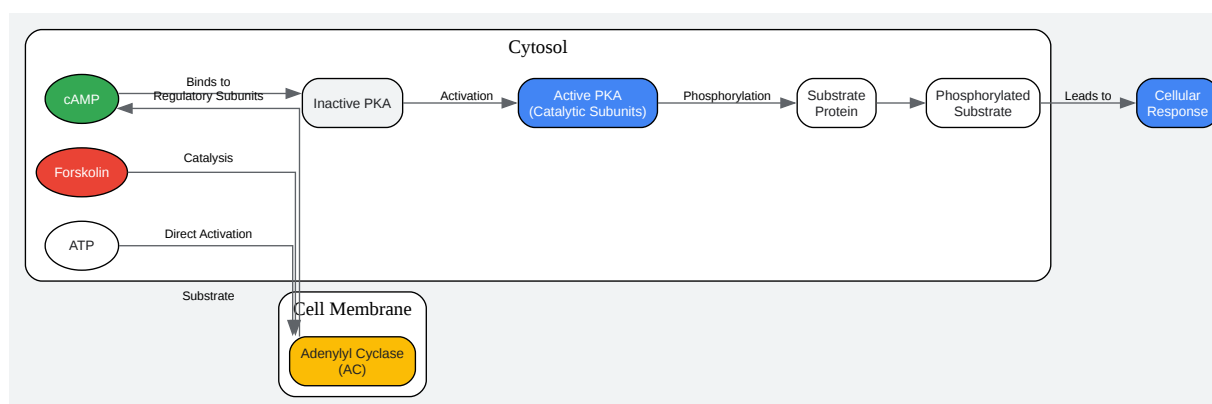 Cytosol
cAMP
Binds to
Regulatory Subunits
Inactive PKA
Activation
Active PKA
(Catalytic Subunits)
Phosphorylation
Substrate
Protein
Phosphorylated
Substrate
Leads to
Cellular
Response
Forskolin
Catalysis
ATP
Direct Activation
Substrate
Cell Membrane
Adenylyl Cyclase
(AC)